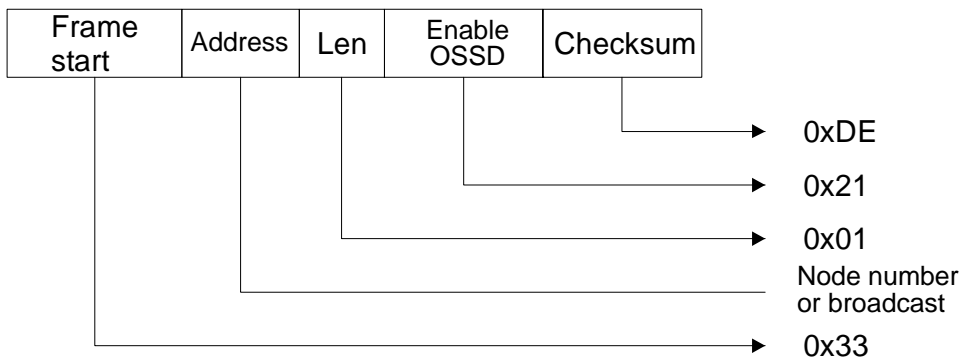 Frame
start
Address
Len
Enable
OSSD
Checksum
0xDE
0x21
0x01
Node number
or broadcast
0x33